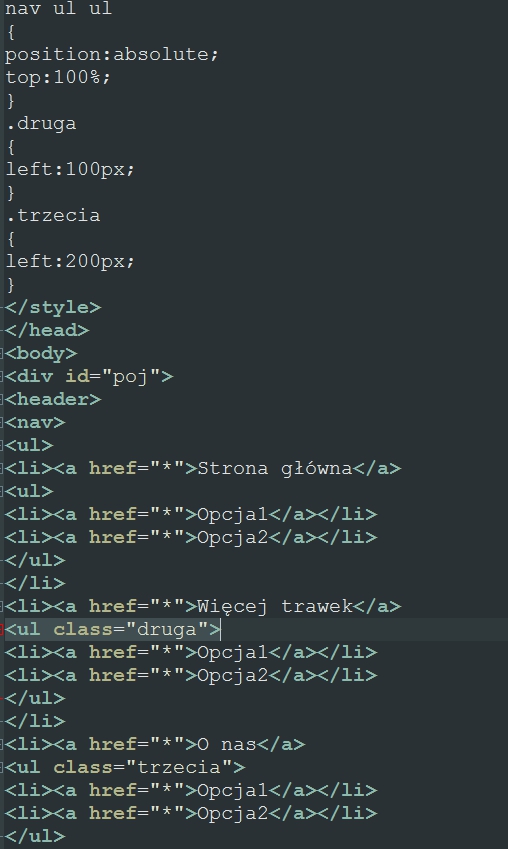 nav ul ul
{
position:absolute;
top:100%;
}
.druga
{
left:100px;
}
.trzecia
{
left:200px;
}
</style>
</head>
<body>
<div id="poj">
<header>
<nav>
<ul>
<li><a href="*">Strona główna</a>
<ul>
<li><a href="*">Opcja1</a></li>
<li><a href="*">Opcja2</a></li>
</ul>
</li>
<li><a href="*">Więcej trawek</a>
<ul class="druga">
<li><a href="*">Opcja1</a></li>
<li><a href="*">Opcja2</a></li>
</ul>
</li>
<li><a href="*">O nas</a>
<ul class="trzecia">
<li><a href="*">Opcja1</a></li>
<li><a href="*">Opcja2</a></li>
</ul>